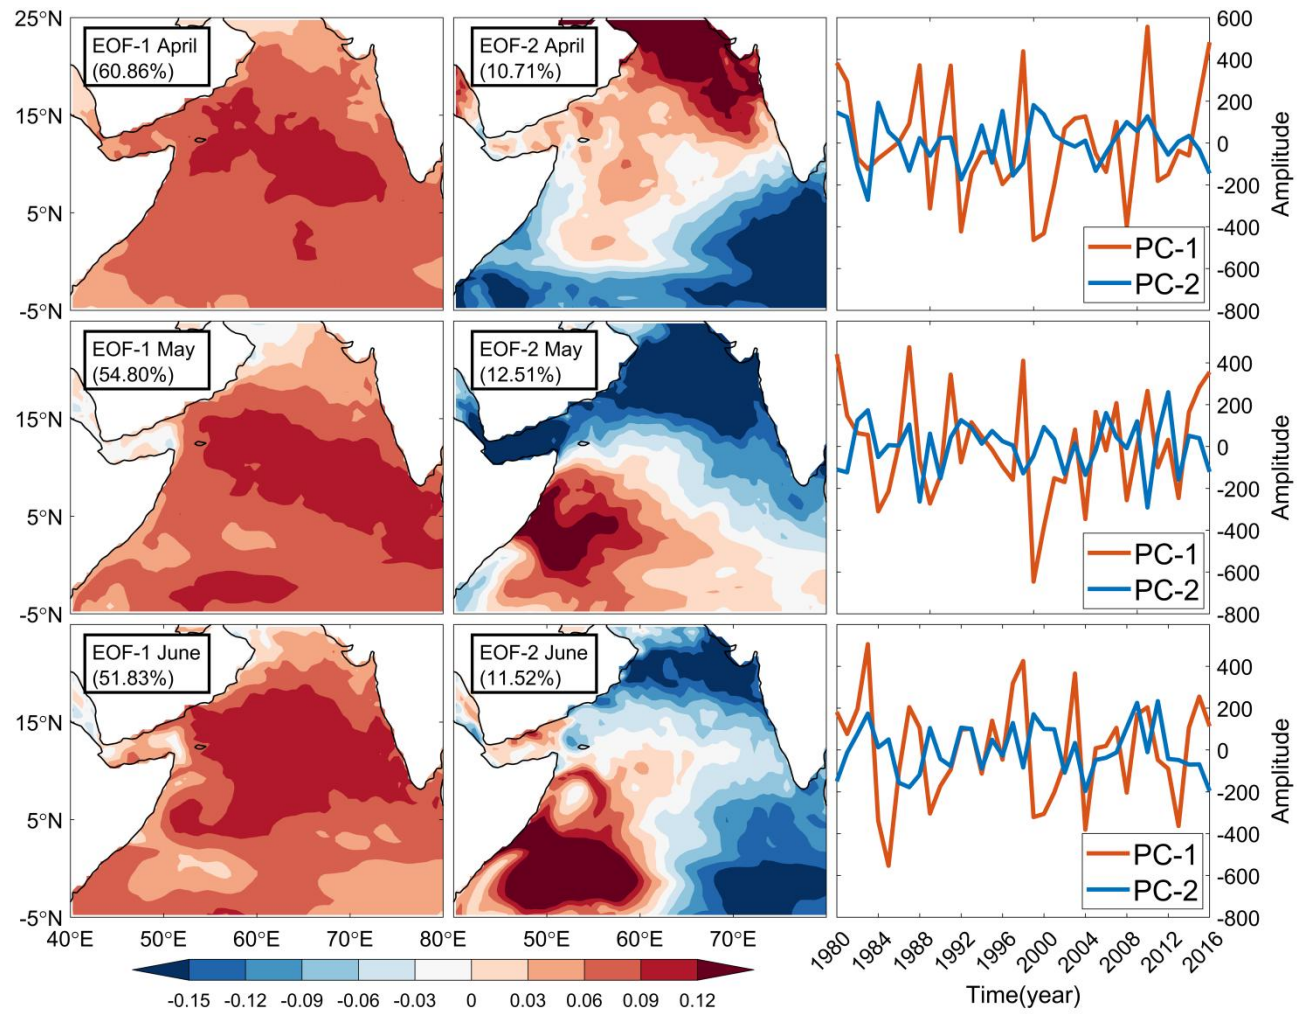 25°N
15°N
5°N
-5°N
EOF-1 April
(60.86%)
EOF-2 April
(10.71%)
600
400
200
0
-200
-400
-600
-800
Amplitude
PC-1
PC-2
15°N
5°N
-5°N
EOF-1 May
(54.80%)
EOF-2 May
(12.51%)
400
200
0
-200
-400
-600
-800
Amplitude
PC-1
PC-2
15°N
5°N
-5°N
EOF-1 June
(51.83%)
EOF-2 June
(11.52%)
400
200
0
-200
-400
-600
-800
Amplitude
PC-1
PC-2
40°E 50°E 60°E 70°E 80°E 50°E 60°E 70°E
1980 1984 1988 1992 1996 2000 2004 2008 2012 2016
Time(year)
-0.15 -0.12 -0.09 -0.06 -0.03 0 0.03 0.06 0.09 0.12